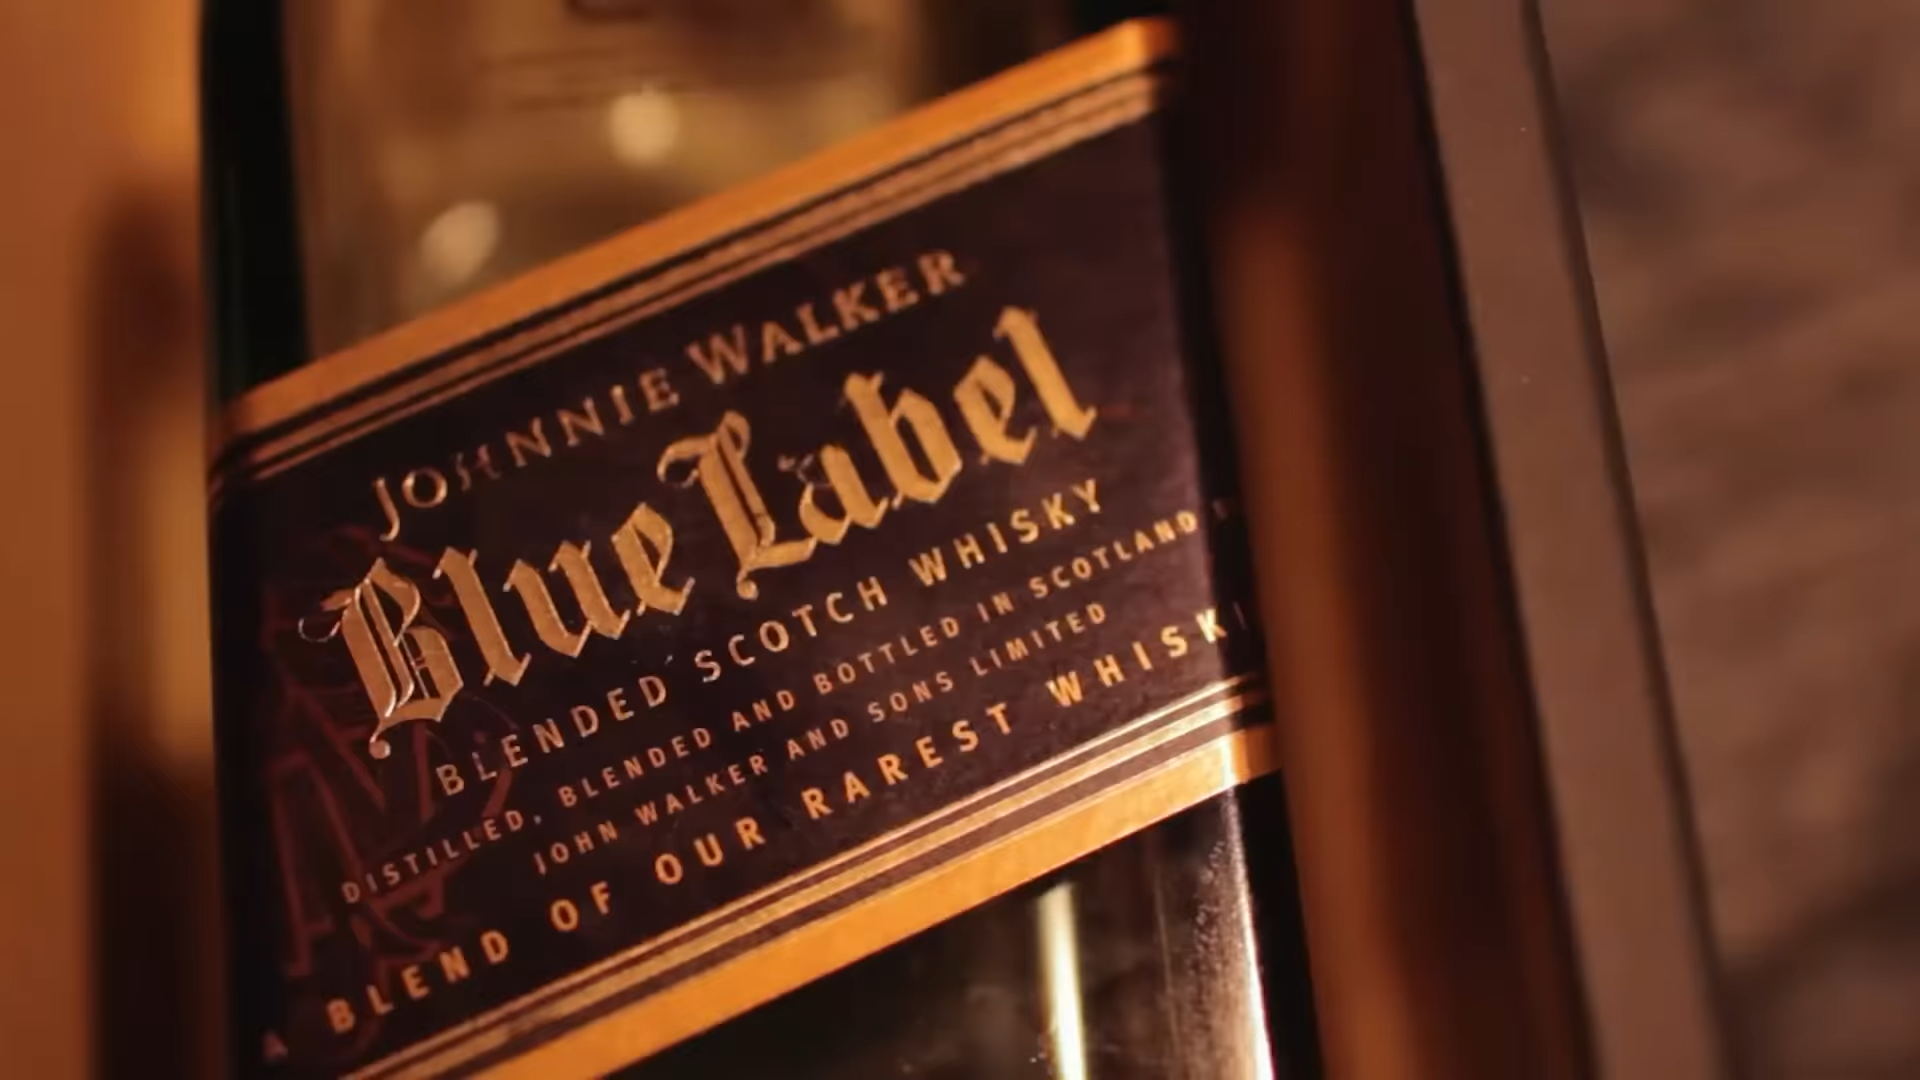 JOHNNIE WALKER
Blue Label
BLENDED SCOTCH WHISKY
DISTILLED, BLENDED AND BOTTLED IN SCOTLAND
JOHN WALKER AND SONS LIMITED
A BLEND OF OUR RAREST